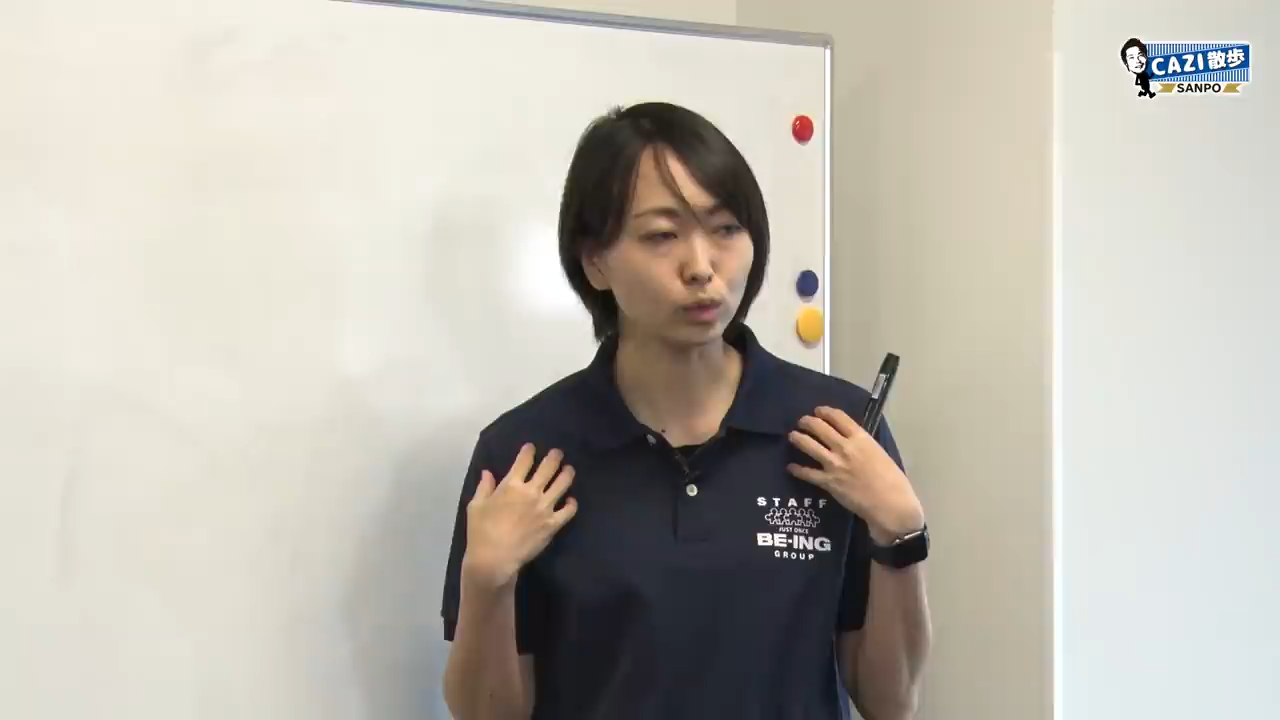 CAZI散歩
SANPO
STAFF
JUST ONCE
BE-ING
GROUP